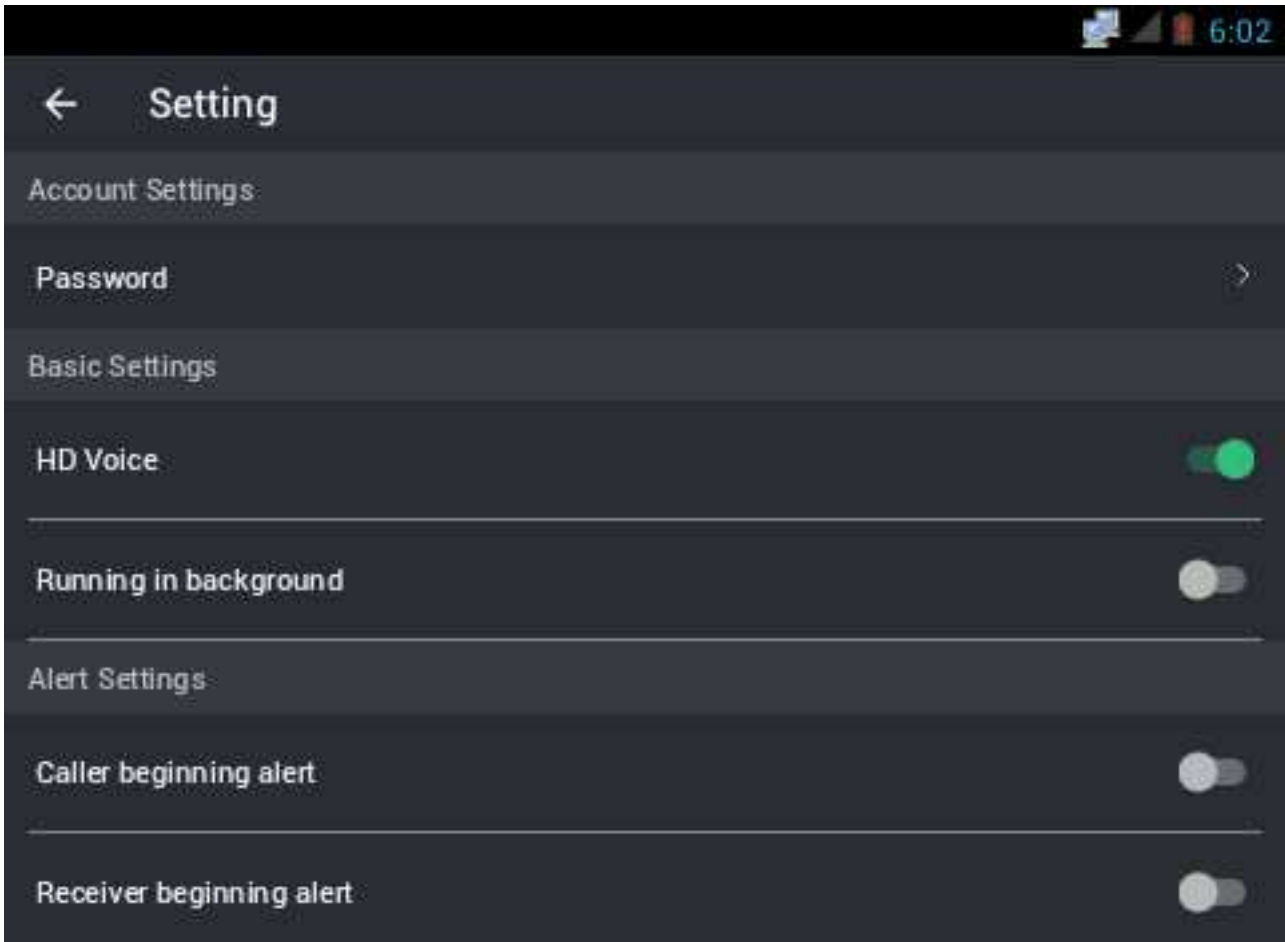 6:02
Setting
Account Settings
Password
Basic Settings
HD Voice
Running in background
Alert Settings
Caller beginning alert
Receiver beginning alert